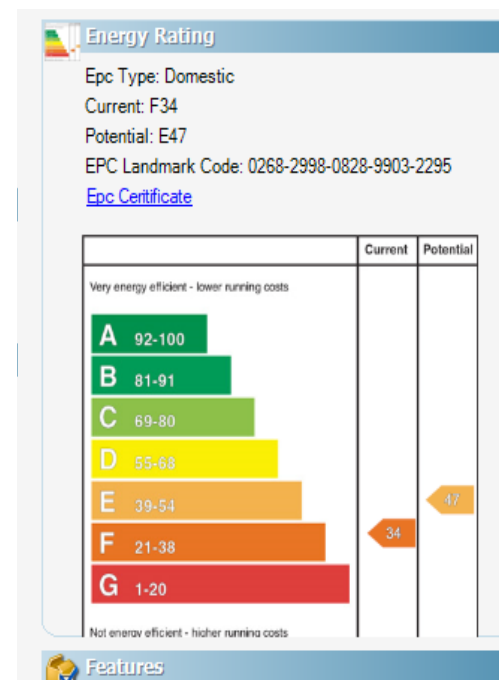 Energy Rating
Epc Type: Domestic
Current: F34
Potential: E47
EPC Landmark Code: 0268-2998-0828-9903-2295
Epc Ceritificate
Current Potential
Very energy efficient - lower running costs
A 92-100
B 81-91
C 69-80
D 55-68
E 39-54
47
F 21-38
34
G 1-20
Not energy efficient - higher running costs
Features